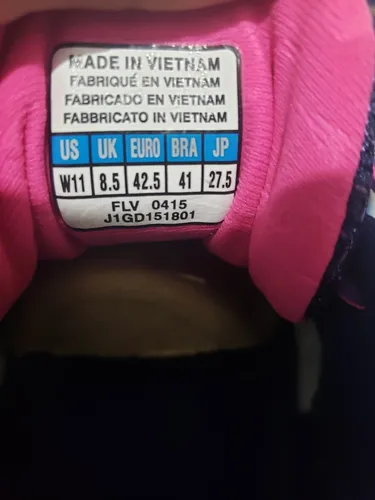 MADE IN VIETNAM
FABRIQUÉ EN VIETNAM
FABRICADO EN VIETNAM
FABBRICATO IN VIETNAM
US UK EURO BRA JP
W11 8.5 42.5 41 27.5
FLV 0415
J1GD151801